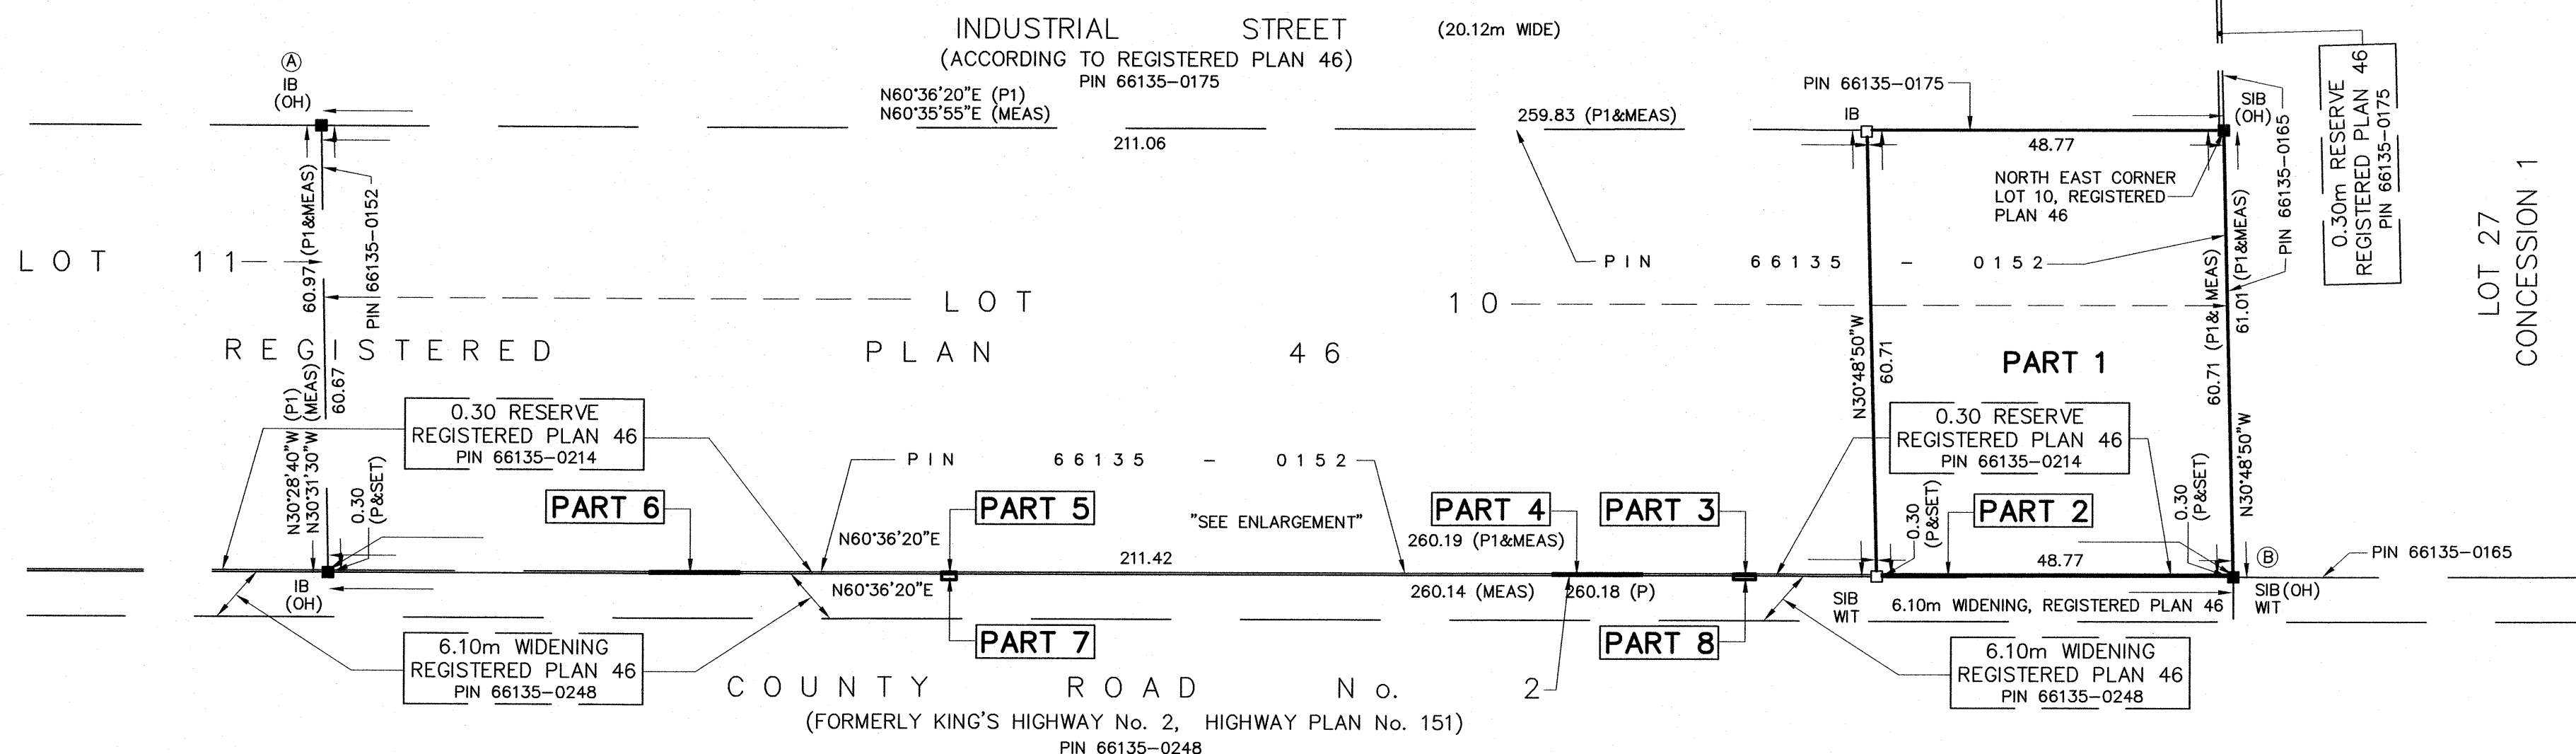 INDUSTRIAL STREET (20.12m WIDE)
(ACCORDING TO REGISTERED PLAN 46)
PIN 66135-0175
A
IB
(OH)
N60°36'20"E (P1)
N60°35'55"E (MEAS)
211.06
259.83 (P1&MEAS)
PIN 66135-0175
IB
48.77
SIB
(OH)
0.30m RESERVE
REGISTERED PLAN 46
PIN 66135-0175
NORTH EAST CORNER
LOT 10, REGISTERED
PLAN 46
PIN 66135-0165
LOT 27
CONCESSION 1
LOT 11
60.97 (P1&MEAS)
PIN 66135-0152
PIN 66135 - 0152
LOT 10
REGISTERED PLAN 46
N30°28'40"W (P1)
N30°31'30"W (MEAS)
60.67
N30°48'50"W
60.71
PART 1
60.71 (P1&MEAS)
61.01 (P1&MEAS)
N30°48'50"W
0.30 RESERVE
REGISTERED PLAN 46
PIN 66135-0214
0.30 RESERVE
REGISTERED PLAN 46
PIN 66135-0214
PIN 66135 - 0152
0.30
(P&SET)
PART 6
PART 5
"SEE ENLARGEMENT"
PART 4
PART 3
0.30
(P&SET)
PART 2
0.30
(P&SET)
N60°36'20"E
211.42
260.19 (P1&MEAS)
48.77
B
PIN 66135-0165
IB
(OH)
N60°36'20"E
260.14 (MEAS)
260.18 (P)
SIB
WIT
6.10m WIDENING, REGISTERED PLAN 46
SIB(OH)
WIT
PART 7
PART 8
6.10m WIDENING
REGISTERED PLAN 46
PIN 66135-0248
6.10m WIDENING
REGISTERED PLAN 46
PIN 66135-0248
COUNTY ROAD No. 2
(FORMERLY KING'S HIGHWAY No. 2, HIGHWAY PLAN No. 151)
PIN 66135-0248